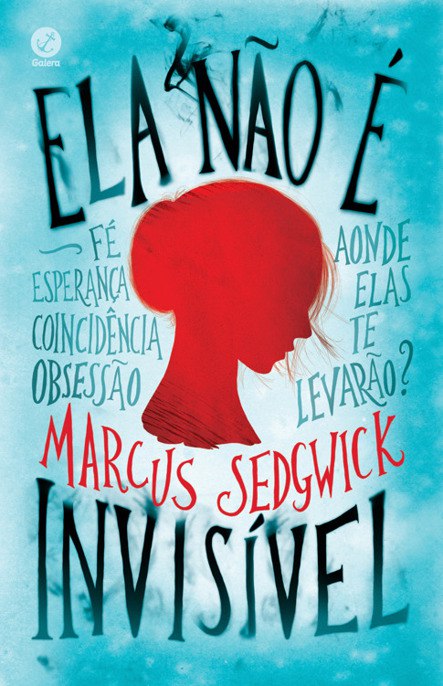 Galera
ELA NÃO É
FÉ
ESPERANÇA
COINCIDÊNCIA
OBSESSÃO
AONDE
ELAS
TE
LEVARÃO?
MARCUS SEDGWICK
INVISÍVEL